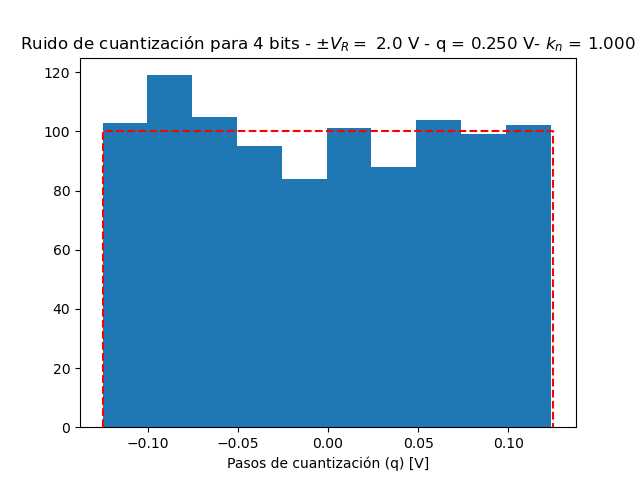 Ruido de cuantización para 4 bits - ±V_R = 2.0 V - q = 0.250 V- k_n = 1.000
120
100
80
60
40
20
0
−0.10 −0.05 0.00 0.05 0.10
Pasos de cuantización (q) [V]